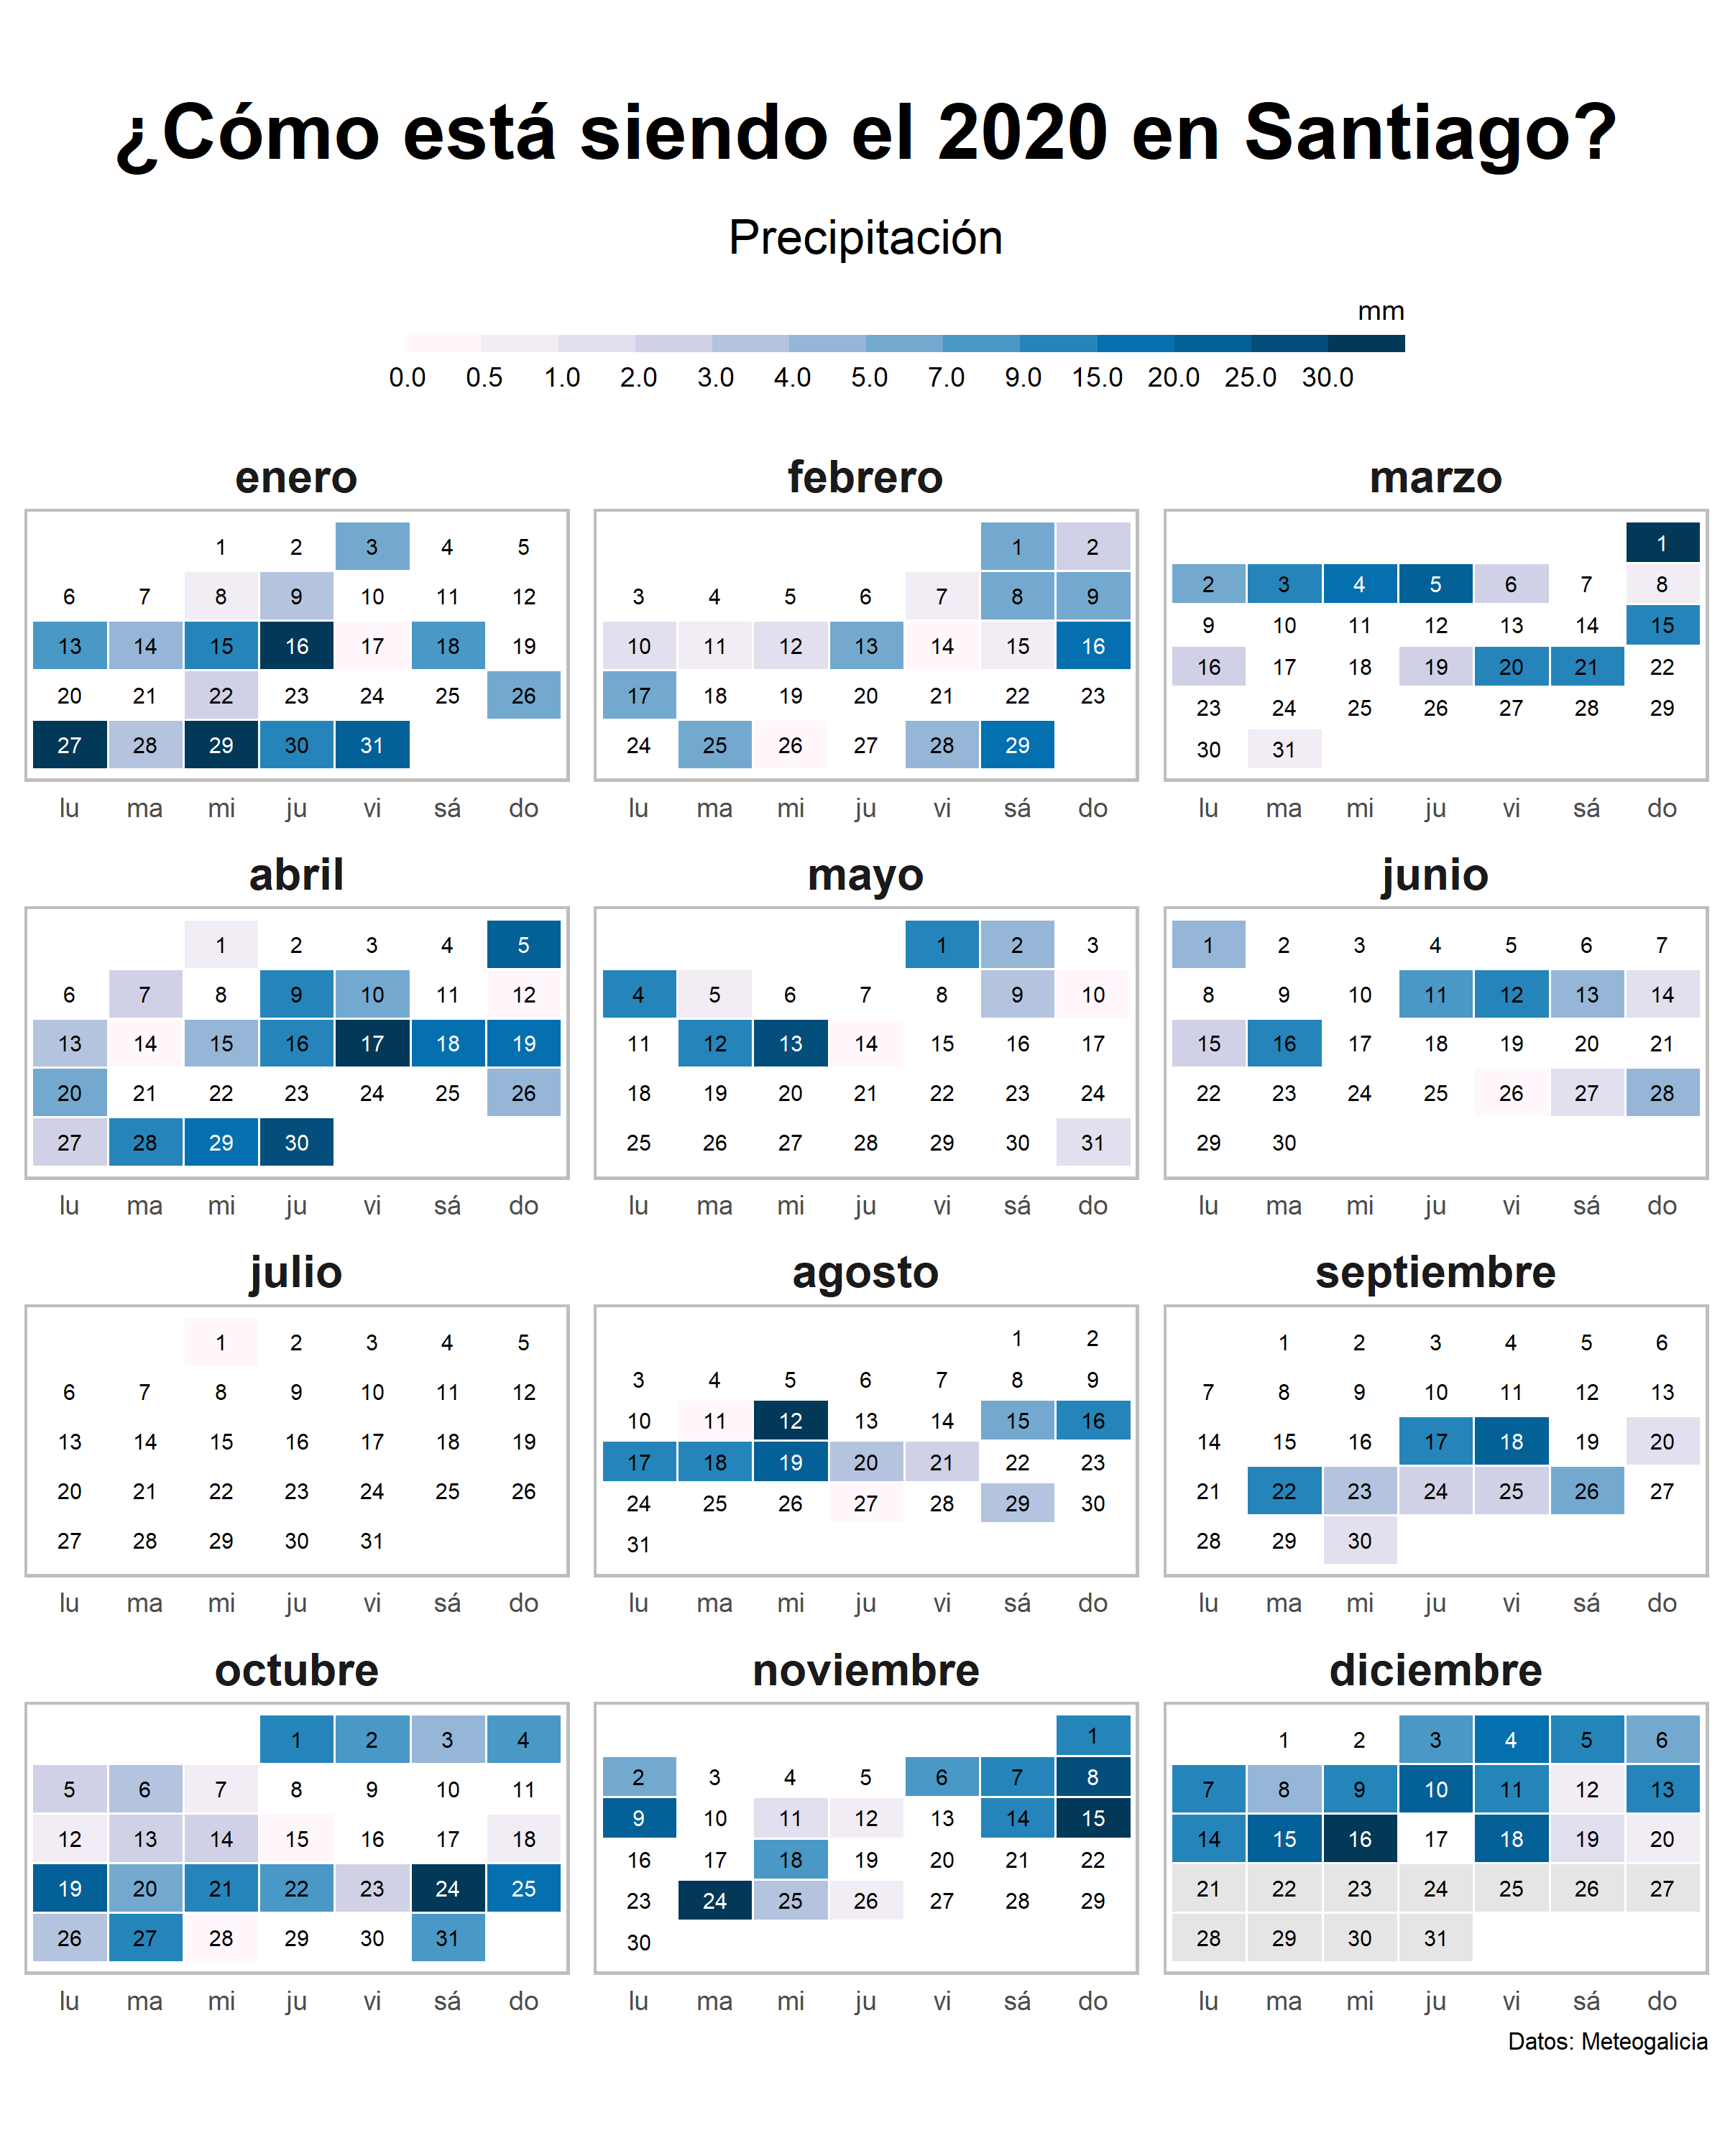 ¿Cómo está siendo el 2020 en Santiago?
Precipitación
mm
0.0 0.5 1.0 2.0 3.0 4.0 5.0 7.0 9.0 15.0 20.0 25.0 30.0
enero
1 2 3 4 5
6 7 8 9 10 11 12
13 14 15 16 17 18 19
20 21 22 23 24 25 26
27 28 29 30 31
lu ma mi ju vi sá do
febrero
1 2
3 4 5 6 7 8 9
10 11 12 13 14 15 16
17 18 19 20 21 22 23
24 25 26 27 28 29
lu ma mi ju vi sá do
marzo
1
2 3 4 5 6 7 8
9 10 11 12 13 14 15
16 17 18 19 20 21 22
23 24 25 26 27 28 29
30 31
lu ma mi ju vi sá do
abril
1 2 3 4 5
6 7 8 9 10 11 12
13 14 15 16 17 18 19
20 21 22 23 24 25 26
27 28 29 30
lu ma mi ju vi sá do
mayo
1 2 3
4 5 6 7 8 9 10
11 12 13 14 15 16 17
18 19 20 21 22 23 24
25 26 27 28 29 30 31
lu ma mi ju vi sá do
junio
1 2 3 4 5 6 7
8 9 10 11 12 13 14
15 16 17 18 19 20 21
22 23 24 25 26 27 28
29 30
lu ma mi ju vi sá do
julio
1 2 3 4 5
6 7 8 9 10 11 12
13 14 15 16 17 18 19
20 21 22 23 24 25 26
27 28 29 30 31
lu ma mi ju vi sá do
agosto
1 2
3 4 5 6 7 8 9
10 11 12 13 14 15 16
17 18 19 20 21 22 23
24 25 26 27 28 29 30
31
lu ma mi ju vi sá do
septiembre
1 2 3 4 5 6
7 8 9 10 11 12 13
14 15 16 17 18 19 20
21 22 23 24 25 26 27
28 29 30
lu ma mi ju vi sá do
octubre
1 2 3 4
5 6 7 8 9 10 11
12 13 14 15 16 17 18
19 20 21 22 23 24 25
26 27 28 29 30 31
lu ma mi ju vi sá do
noviembre
1
2 3 4 5 6 7 8
9 10 11 12 13 14 15
16 17 18 19 20 21 22
23 24 25 26 27 28 29
30
lu ma mi ju vi sá do
diciembre
1 2 3 4 5 6
7 8 9 10 11 12 13
14 15 16 17 18 19 20
21 22 23 24 25 26 27
28 29 30 31
lu ma mi ju vi sá do
Datos: Meteogalicia